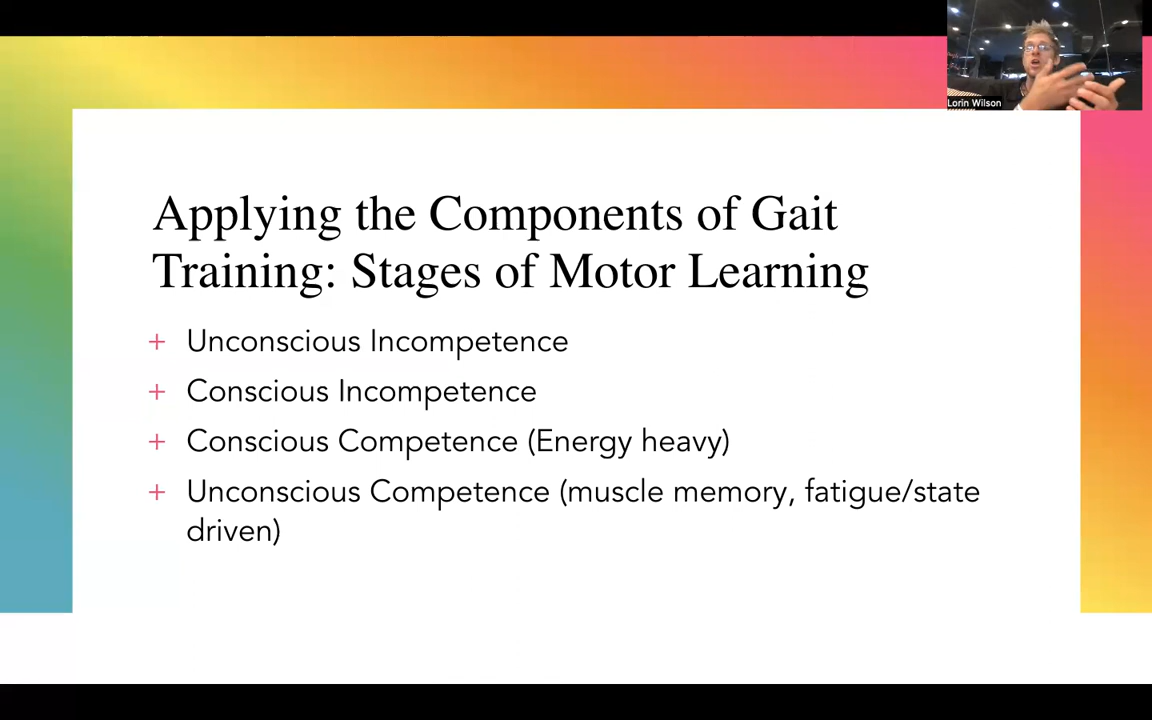 Lorin Wilson
Applying the Components of Gait
Training: Stages of Motor Learning
+ Unconscious Incompetence
+ Conscious Incompetence
+ Conscious Competence (Energy heavy)
+ Unconscious Competence (muscle memory, fatigue/state
driven)